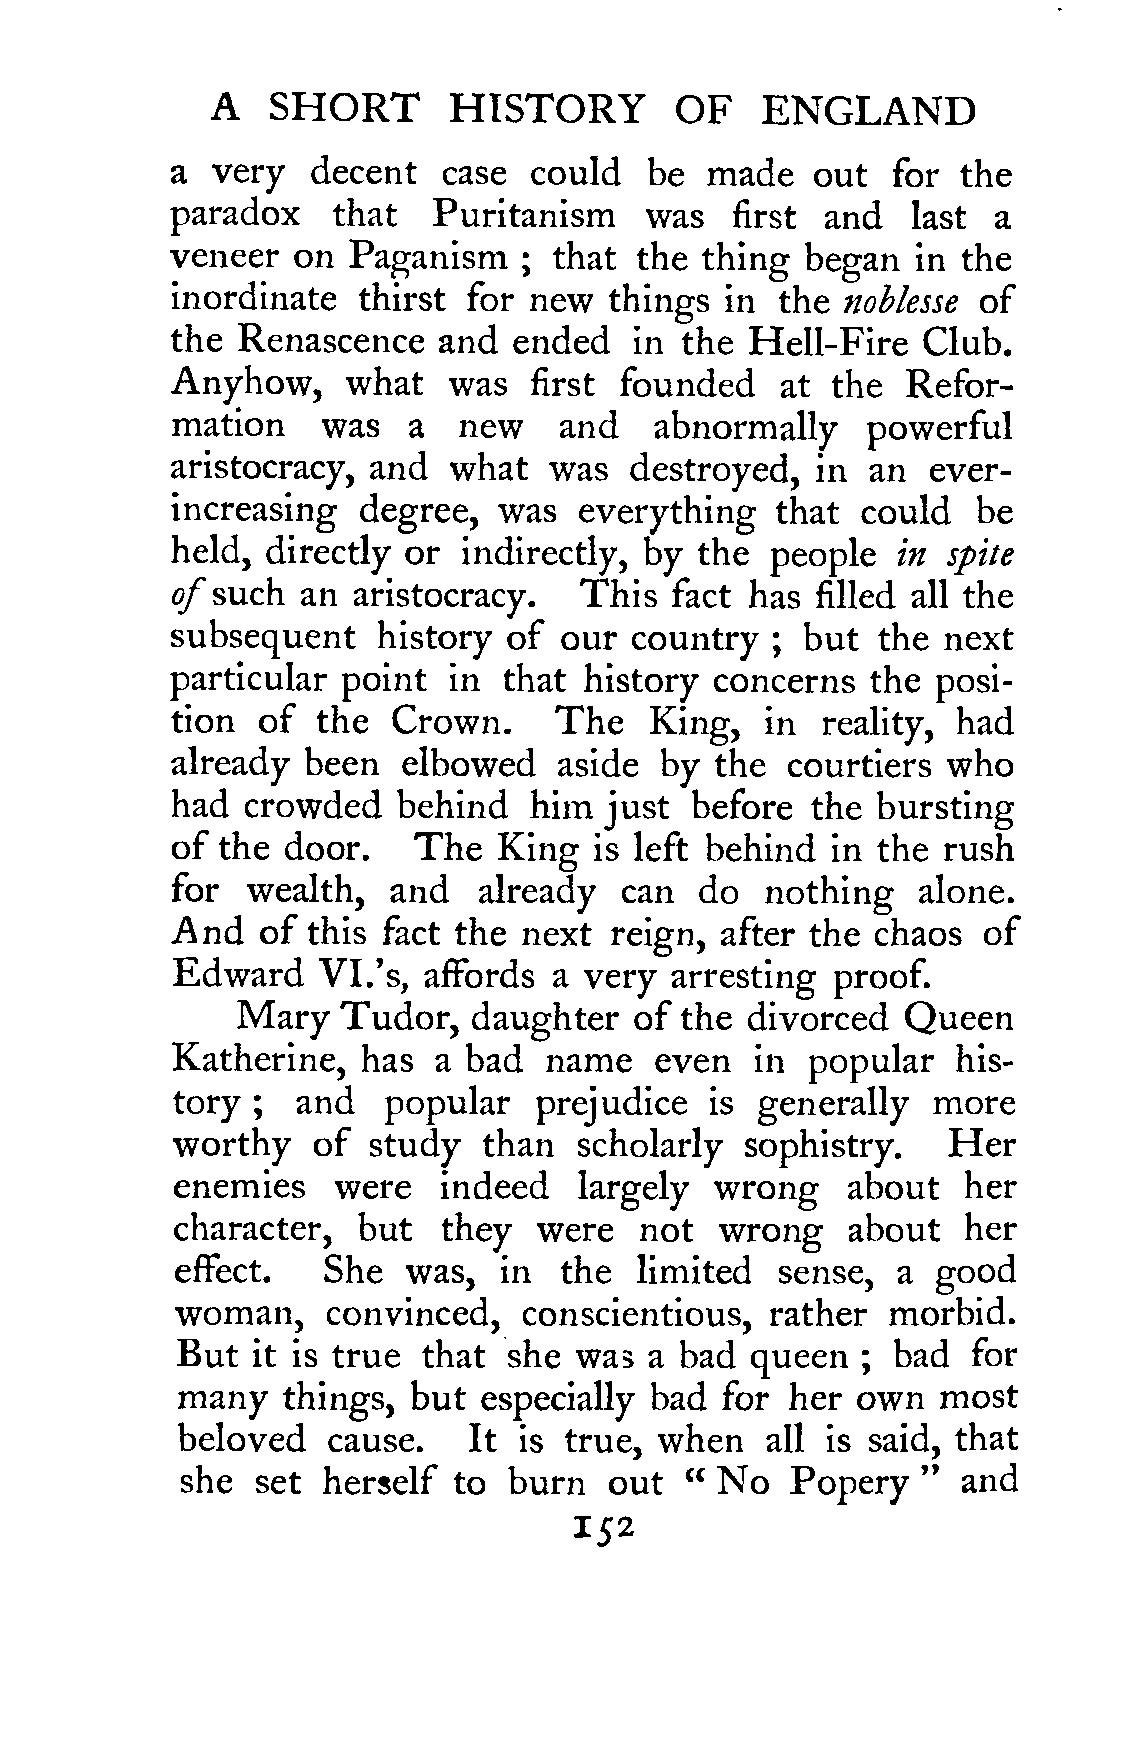 A SHORT HISTORY OF ENGLAND
a very decent case could be made out for the
paradox that Puritanism was first and last a
veneer on Paganism ; that the thing began in the
inordinate thirst for new things in the noblesse of
the Renascence and ended in the Hell-Fire Club.
Anyhow, what was first founded at the Refor-
mation was a new and abnormally powerful
aristocracy, and what was destroyed, in an ever-
increasing degree, was everything that could be
held, directly or indirectly, by the people in spite
of such an aristocracy. This fact has filled all the
subsequent history of our country ; but the next
particular point in that history concerns the posi-
tion of the Crown. The King, in reality, had
already been elbowed aside by the courtiers who
had crowded behind him just before the bursting
of the door. The King is left behind in the rush
for wealth, and already can do nothing alone.
And of this fact the next reign, after the chaos of
Edward VI.'s, affords a very arresting proof.
Mary Tudor, daughter of the divorced Queen
Katherine, has a bad name even in popular his-
tory ; and popular prejudice is generally more
worthy of study than scholarly sophistry. Her
enemies were indeed largely wrong about her
character, but they were not wrong about her
effect. She was, in the limited sense, a good
woman, convinced, conscientious, rather morbid.
But it is true that she was a bad queen ; bad for
many things, but especially bad for her own most
beloved cause. It is true, when all is said, that
she set herself to burn out “ No Popery ” and
152